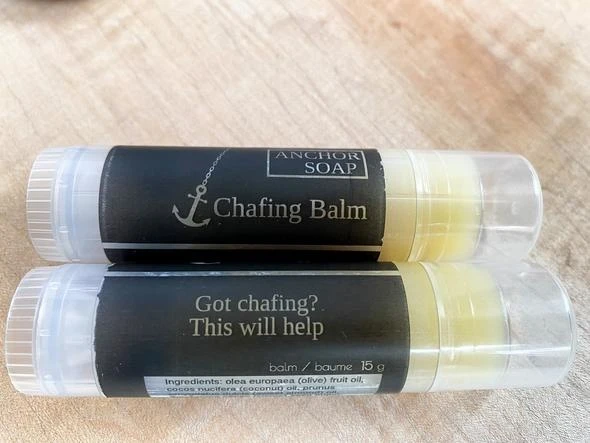 ANCHOR
SOAP
Chafing Balm
Got chafing?
This will help
balm / baume 15 g
Ingredients: olea europaea (olive) fruit oil,
cocos nucifera (coconut) oil, prunus